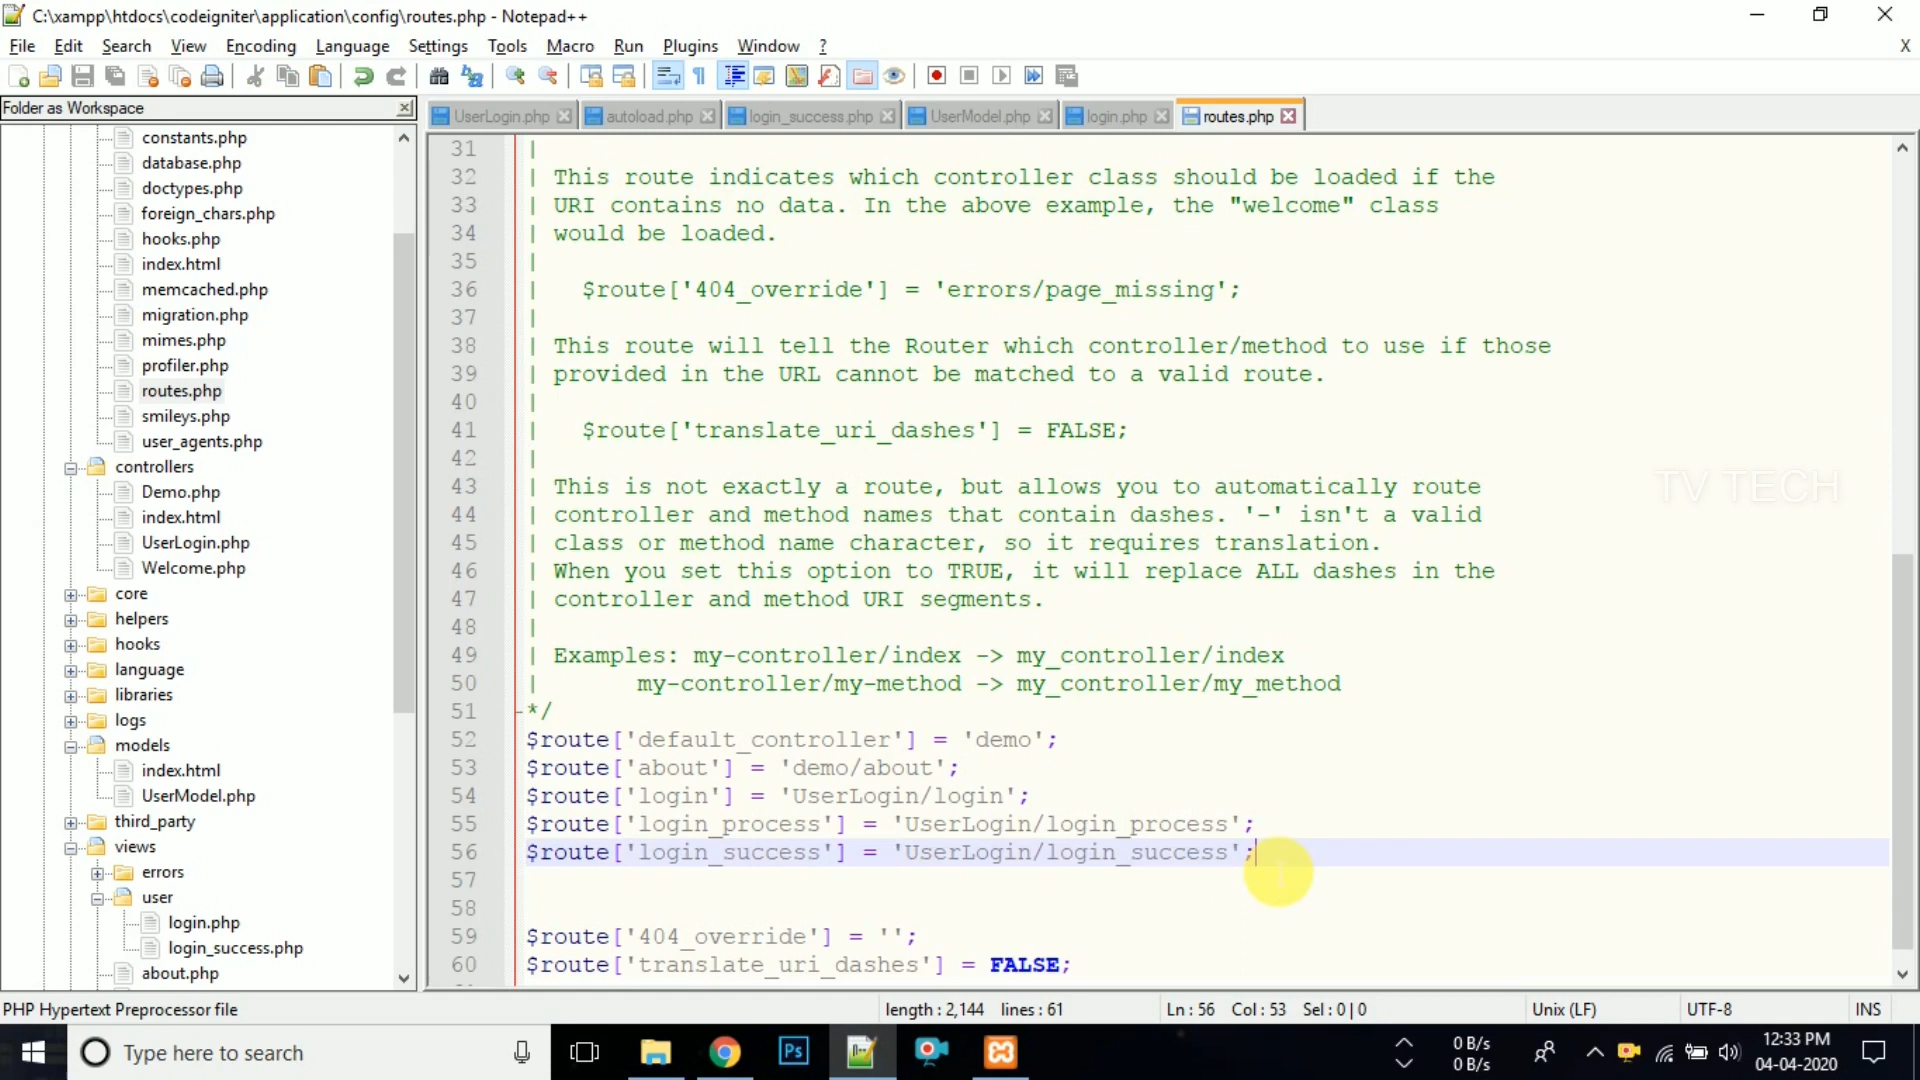 C:\xampp\htdocs\codeigniter\application\config\routes.php - Notepad++
File Edit Search View Encoding Language Settings Tools Macro Run Plugins Window ? X
Folder as Workspace
UserLogin.php autoload.php login_success.php UserModel.php login.php routes.php
constants.php
database.php
doctypes.php
foreign_chars.php
hooks.php
index.html
memcached.php
migration.php
mimes.php
profiler.php
routes.php
smileys.php
user_agents.php
controllers
Demo.php
index.html
UserLogin.php
Welcome.php
core
helpers
hooks
language
libraries
logs
models
index.html
UserModel.php
third_party
views
errors
user
login.php
login_success.php
about.php
31 |
32 | This route indicates which controller class should be loaded if the
33 | URI contains no data. In the above example, the "welcome" class
34 | would be loaded.
35 |
36 | $route['404_override'] = 'errors/page_missing';
37 |
38 | This route will tell the Router which controller/method to use if those
39 | provided in the URL cannot be matched to a valid route.
40 |
41 | $route['translate_uri_dashes'] = FALSE;
42 |
43 | This is not exactly a route, but allows you to automatically route
44 | controller and method names that contain dashes. '-' isn't a valid
45 | class or method name character, so it requires translation.
46 | When you set this option to TRUE, it will replace ALL dashes in the
47 | controller and method URI segments.
48 |
49 | Examples: my-controller/index -> my_controller/index
50 | my-controller/my-method -> my_controller/my_method
51 */
52 $route['default_controller'] = 'demo';
53 $route['about'] = 'demo/about';
54 $route['login'] = 'UserLogin/login';
55 $route['login_process'] = 'UserLogin/login_process';
56 $route['login_success'] = 'UserLogin/login_success';
57
58
59 $route['404_override'] = '';
60 $route['translate_uri_dashes'] = FALSE;
TV TECH
PHP Hypertext Preprocessor file length : 2,144 lines : 61 Ln : 56 Col : 53 Sel : 0 | 0 Unix (LF) UTF-8 INS
Type here to search
Ps
0 B/s
0 B/s
12:33 PM
04-04-2020